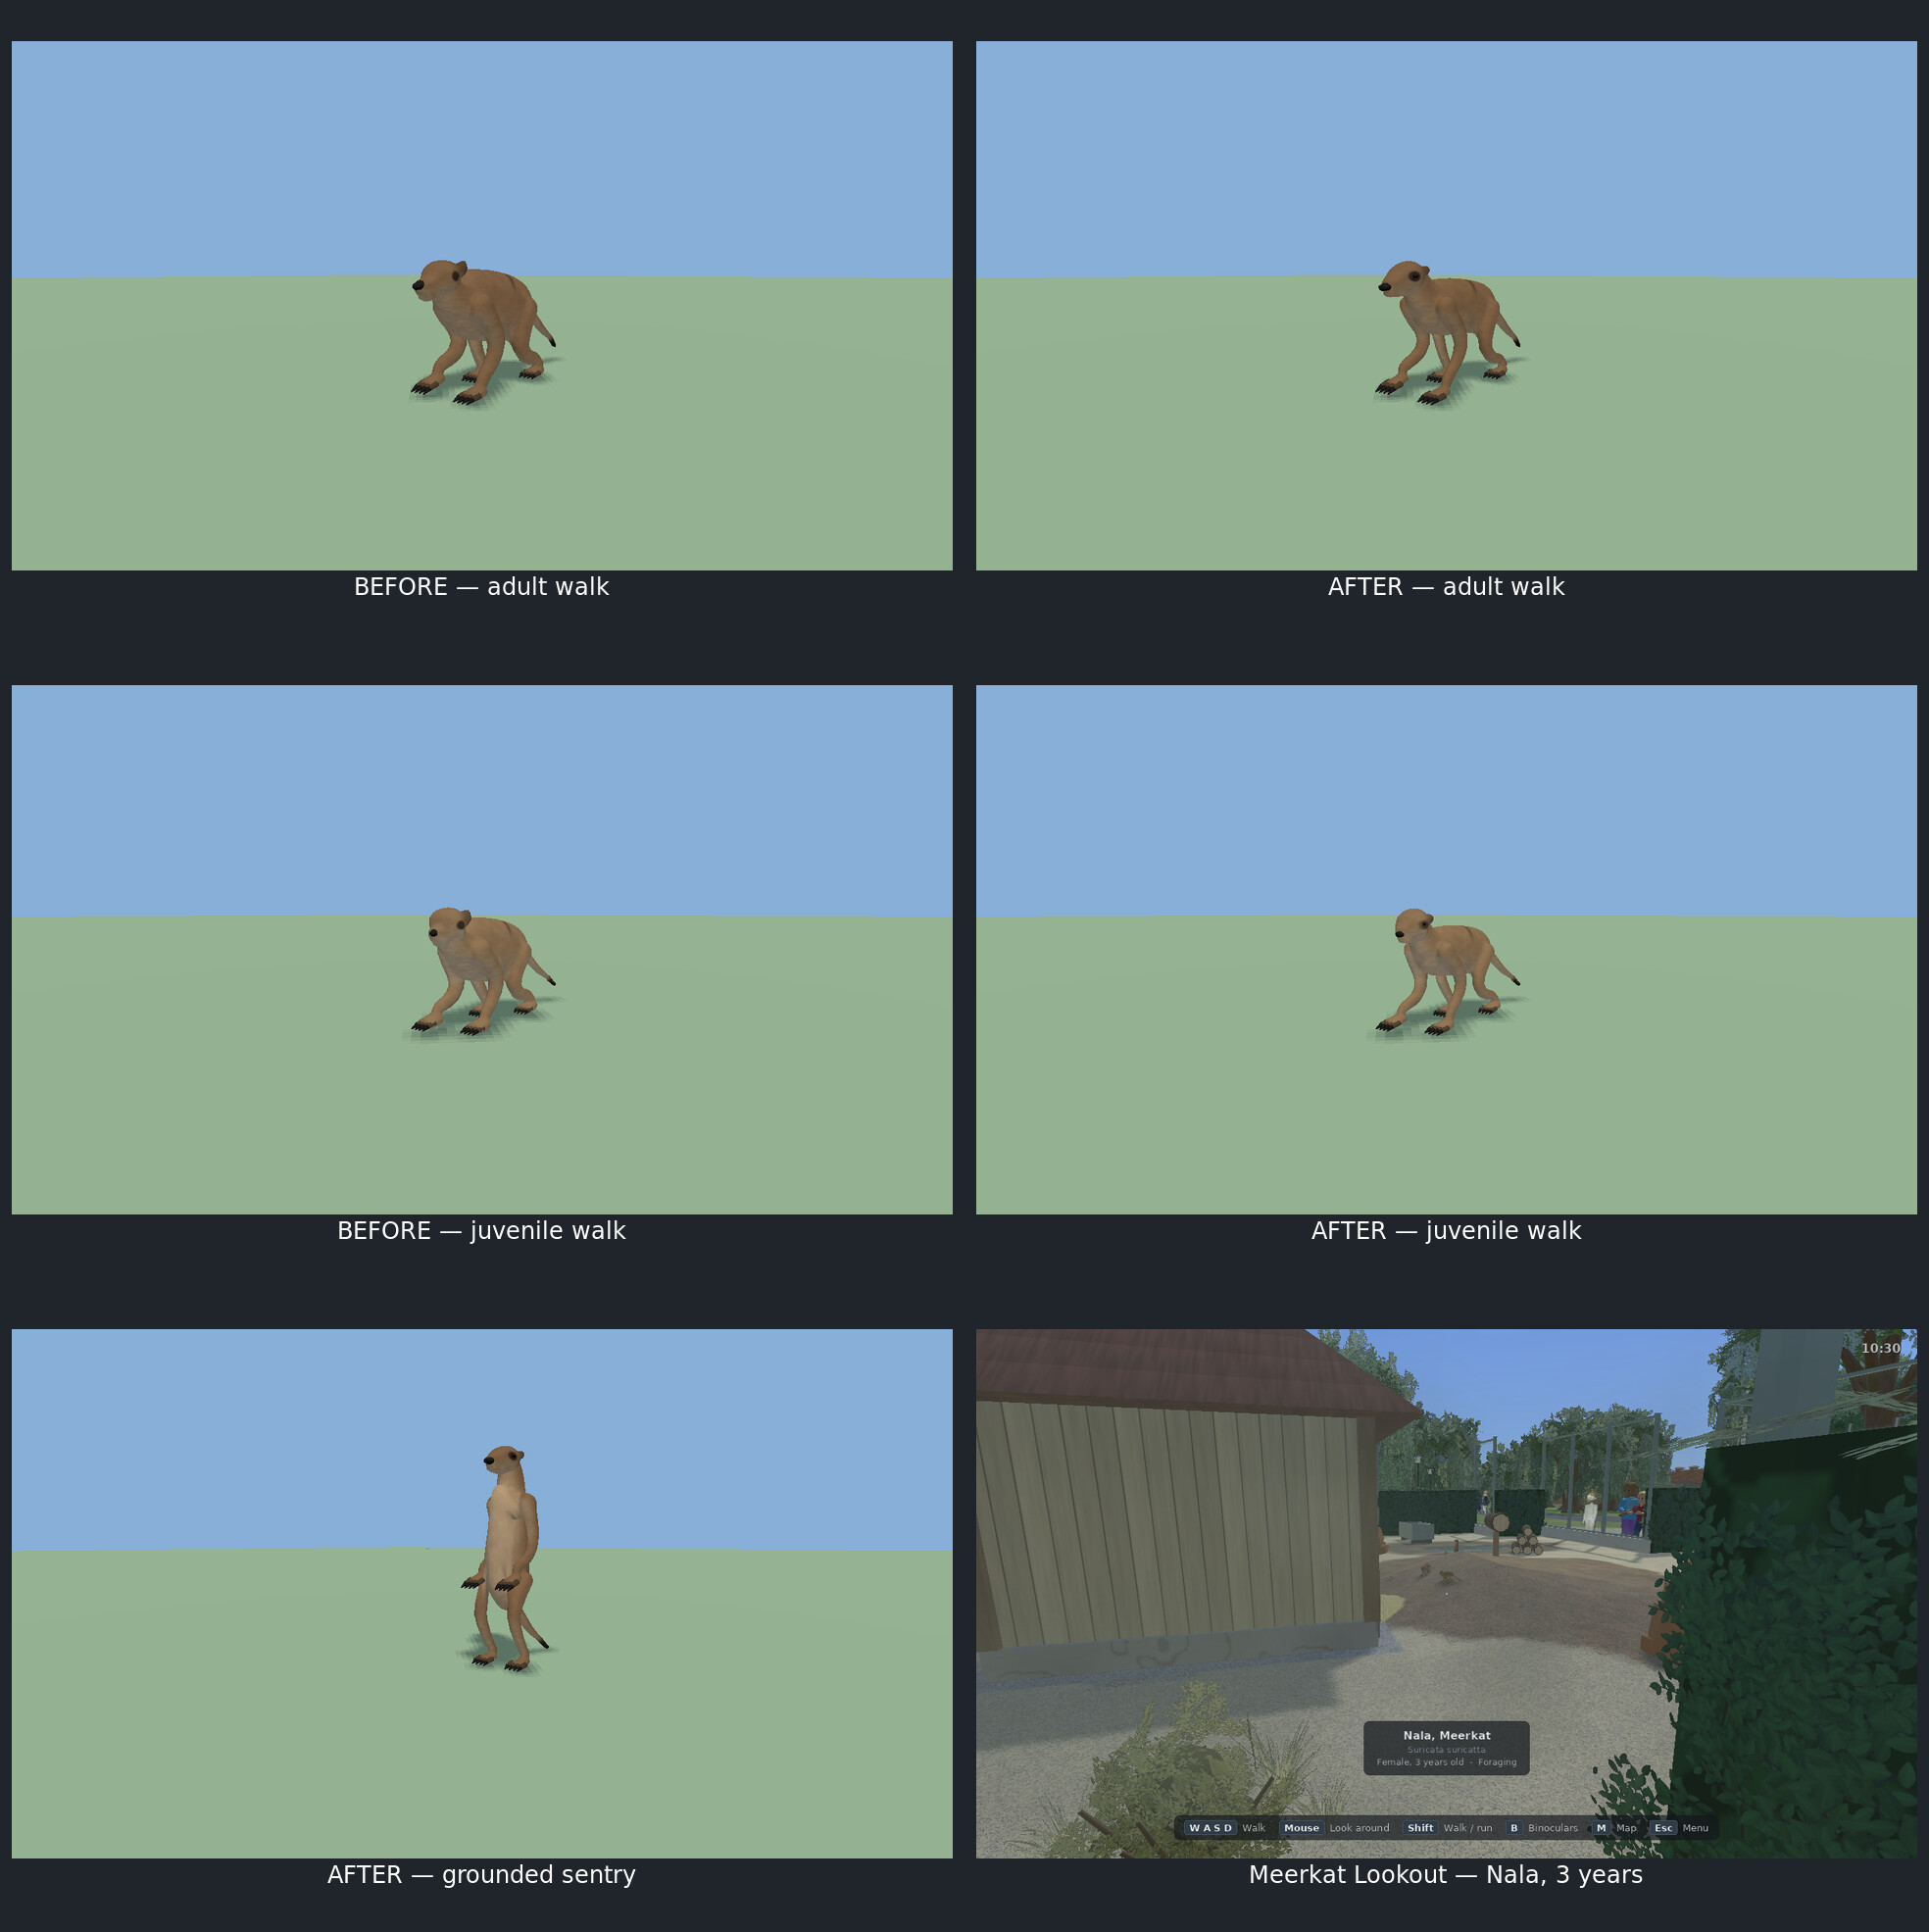 BEFORE — adult walk
AFTER — adult walk
BEFORE — juvenile walk
AFTER — juvenile walk
10:30
Nala, Meerkat
Suricata suricatta
Female, 3 years old · Foraging
W A S D Walk Mouse Look around Shift Walk / run B Binoculars M Map Esc Menu
AFTER — grounded sentry
Meerkat Lookout — Nala, 3 years